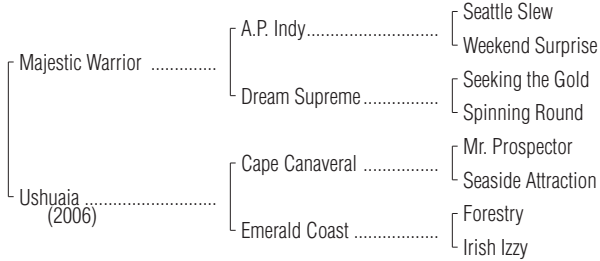 Seattle Slew
A.P. Indy..........................
Weekend Surprise
Majestic Warrior .............
Seeking the Gold
Dream Supreme...............
Spinning Round
Mr. Prospector
Cape Canaveral ...............
Seaside Attraction
Ushuaia ..........................
(2006)
Forestry
Emerald Coast .................
Irish Izzy